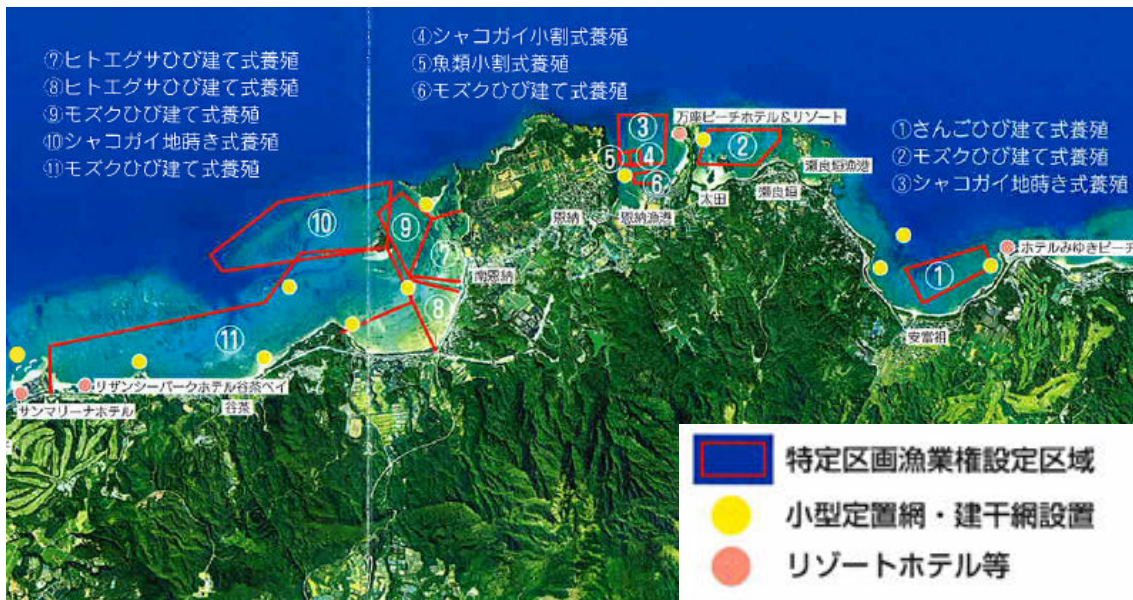 ⑦ヒトエグサひび建て式養殖
⑧ヒトエグサひび建て式養殖
⑨モズクひび建て式養殖
⑩シャコガイ地蒔き式養殖
⑪モズクひび建て式養殖
④シャコガイ小割式養殖
⑤魚類小割式養殖
⑥モズクひび建て式養殖
①さんごひび建て式養殖
②モズクひび建て式養殖
③シャコガイ地蒔き式養殖
万座ビーチホテル&リゾート
③
②
⑤
④
⑥
瀬良垣漁港
瀬良垣
太田
恩納漁港
恩納
⑩
⑨
⑦
南恩納
⑧
ホテルみゆきビーチ
①
安富祖
⑪
リザンシーパークホテル谷茶ベイ
サンマリーナホテル
谷茶
特定区画漁業権設定区域
小型定置網・建干網設置
リゾートホテル等